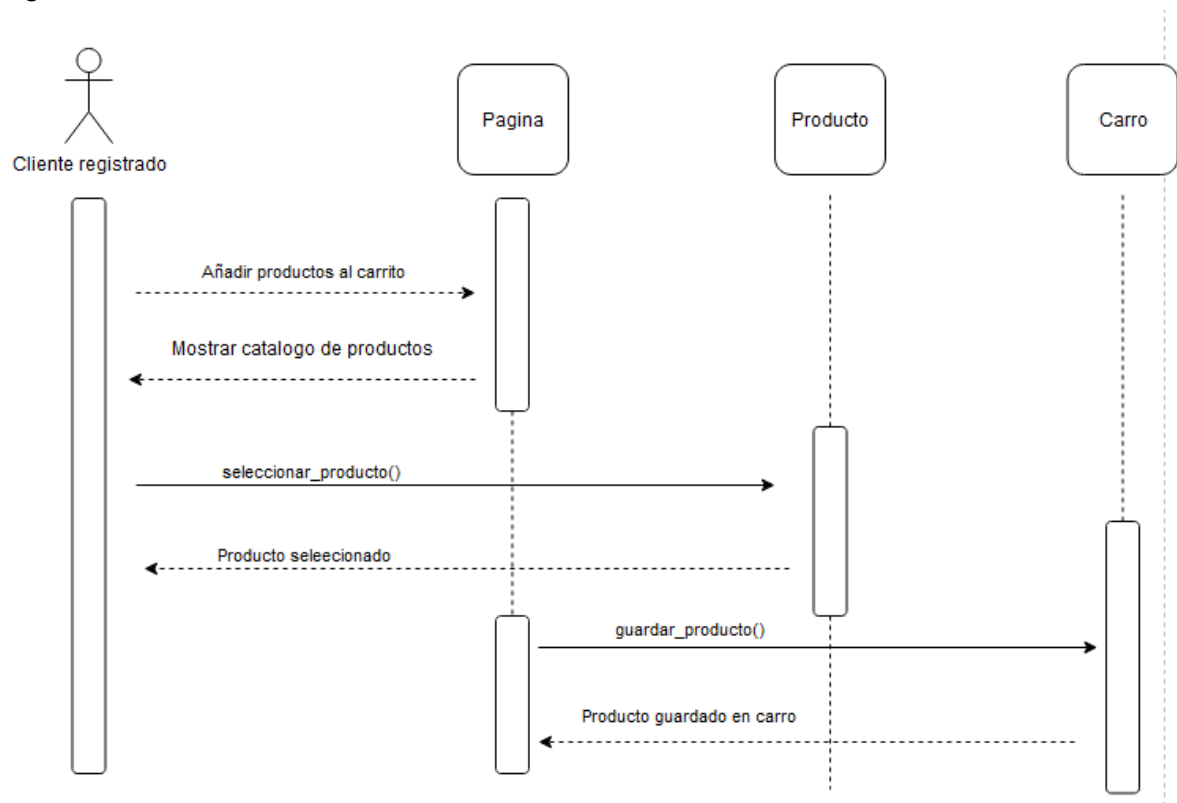 Pagina
Producto
Carro
Cliente registrado
Añadir productos al carrito
Mostrar catalogo de productos
seleccionar_producto()
Producto seleecionado
guardar_producto()
Producto guardado en carro